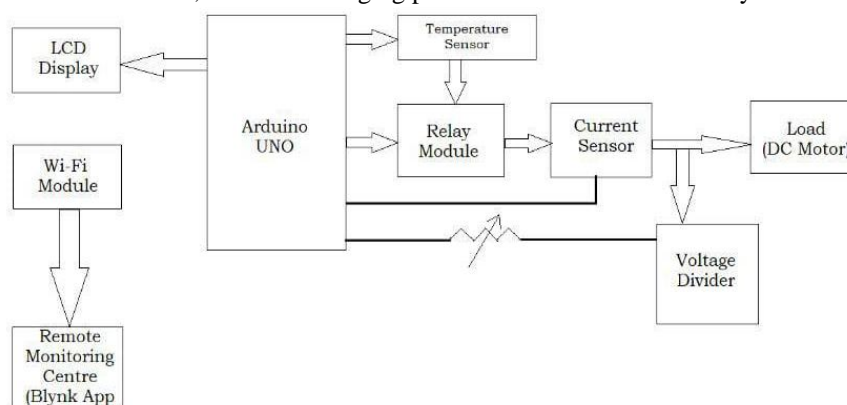 ging p
LCD
Display
Temperature
Sensor
Arduino
UNO
Relay
Module
Current
Sensor
Load
(DC Motor)
Wi-Fi
Module
Voltage
Divider
Remote
Monitoring
Centre
(Blynk App